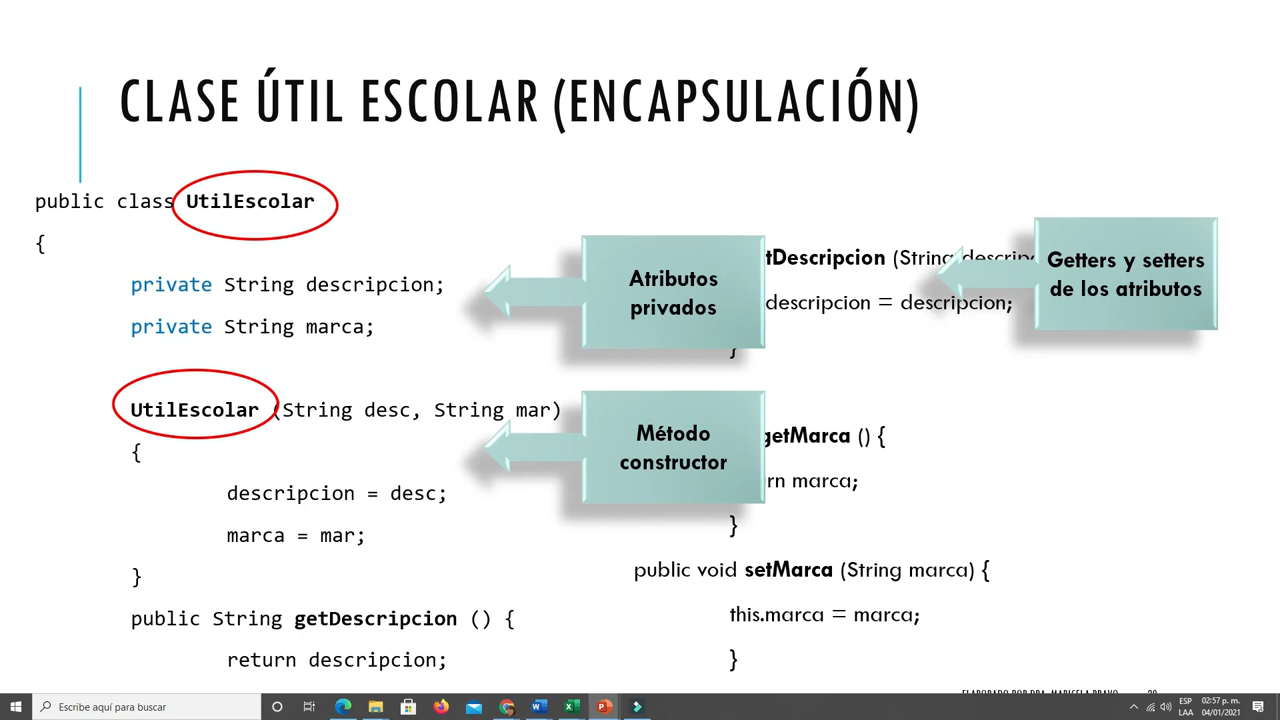 CLASE ÚTIL ESCOLAR (ENCAPSULACIÓN)
public class UtilEscolar
{
private String descripcion;
private String marca;
UtilEscolar (String desc, String mar)
{
descripcion = desc;
marca = mar;
}
public String getDescripcion () {
return descripcion;
Atributos
privados
Método
constructor
tDescripcion (String descripc
descripcion = descripcion;
}
getMarca () {
rn marca;
}
public void setMarca (String marca) {
this.marca = marca;
}
Getters y setters
de los atributos
Escribe aquí para buscar
ESP
LAA
02:57 p. m.
04/01/2021